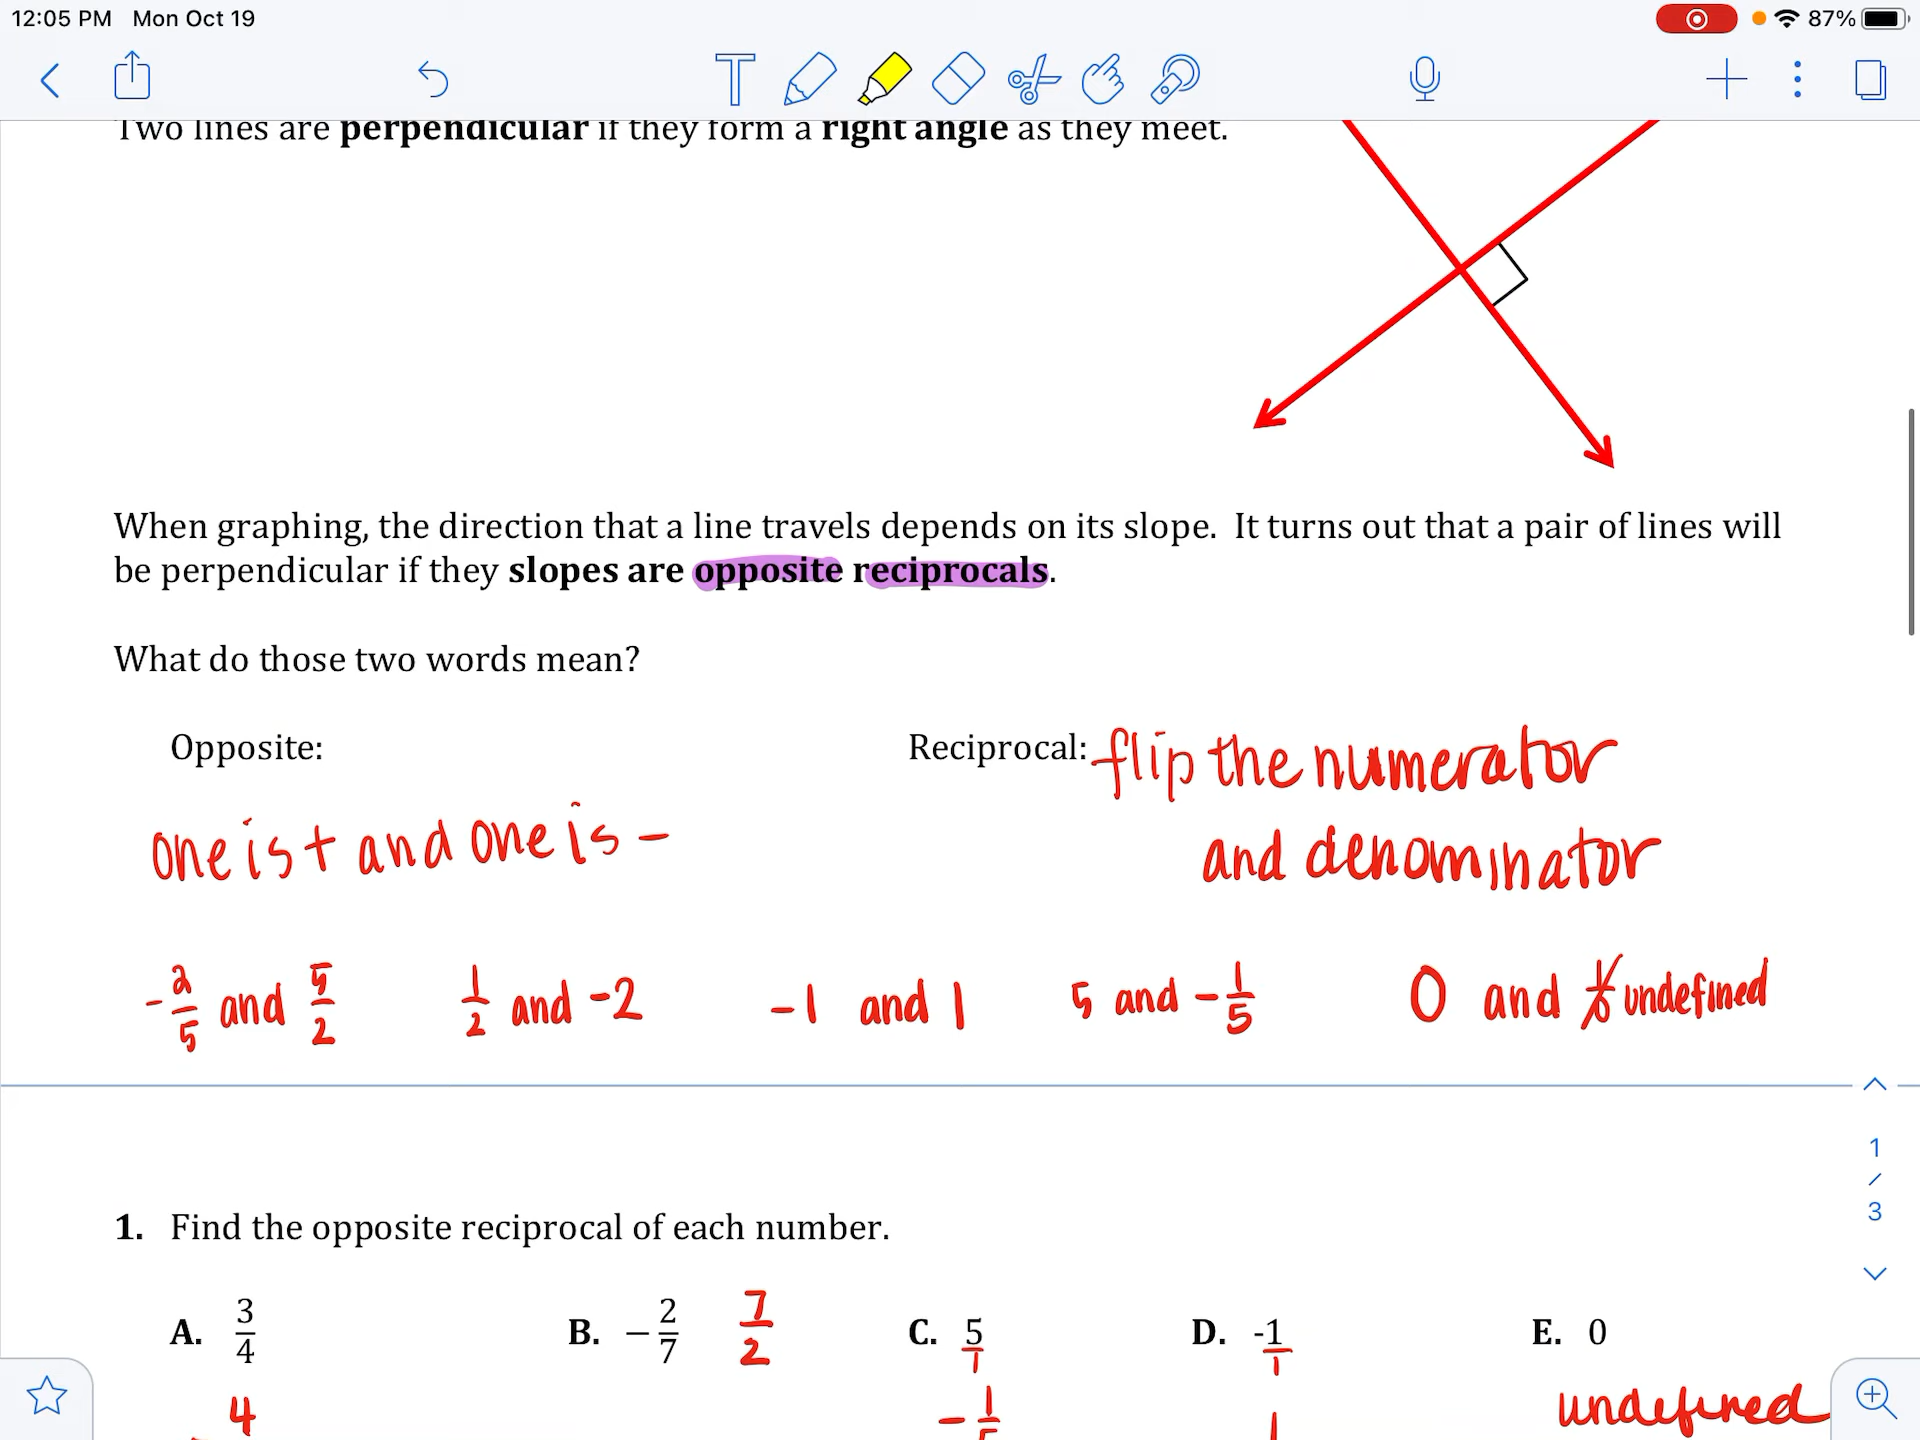 12:05 PM Mon Oct 19 87%
Two lines are perpendicular if they form a right angle as they meet.
When graphing, the direction that a line travels depends on its slope. It turns out that a pair of lines will
be perpendicular if they slopes are opposite reciprocals.
What do those two words mean?
Opposite:
one is + and one is -
Reciprocal: flip the numerator
and denominator
-2/5 and 5/2 1/2 and -2 -1 and 1 5 and -1/5 0 and 1/0 undefined
1
/
3
1. Find the opposite reciprocal of each number.
A. 3/4 B. -2/7 7/2 C. 5/1 D. -1/1 E. 0
4 -1/5 1 undefined